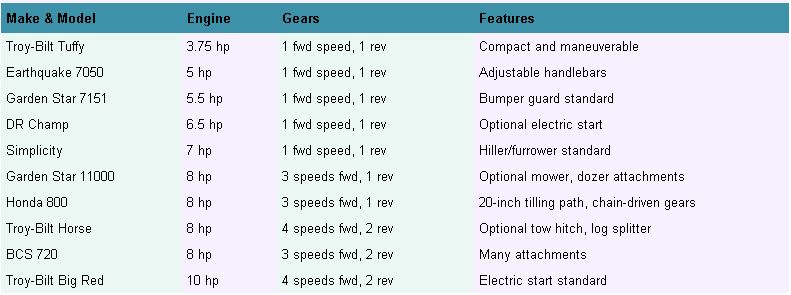 Make & Model Engine Gears Features
Troy-Bilt Tuffy 3.75 hp 1 fwd speed, 1 rev Compact and maneuverable
Earthquake 7050 5 hp 1 fwd speed, 1 rev Adjustable handlebars
Garden Star 7151 5.5 hp 1 fwd speed, 1 rev Bumper guard standard
DR Champ 6.5 hp 1 fwd speed, 1 rev Optional electric start
Simplicity 7 hp 1 fwd speed, 1 rev Hiller/furrower standard
Garden Star 11000 8 hp 3 speeds fwd, 1 rev Optional mower, dozer attachments
Honda 800 8 hp 3 speeds fwd, 1 rev 20-inch tilling path, chain-driven gears
Troy-Bilt Horse 8 hp 4 speeds fwd, 2 rev Optional tow hitch, log splitter
BCS 720 8 hp 3 speeds fwd, 2 rev Many attachments
Troy-Bilt Big Red 10 hp 4 speeds fwd, 2 rev Electric start standard